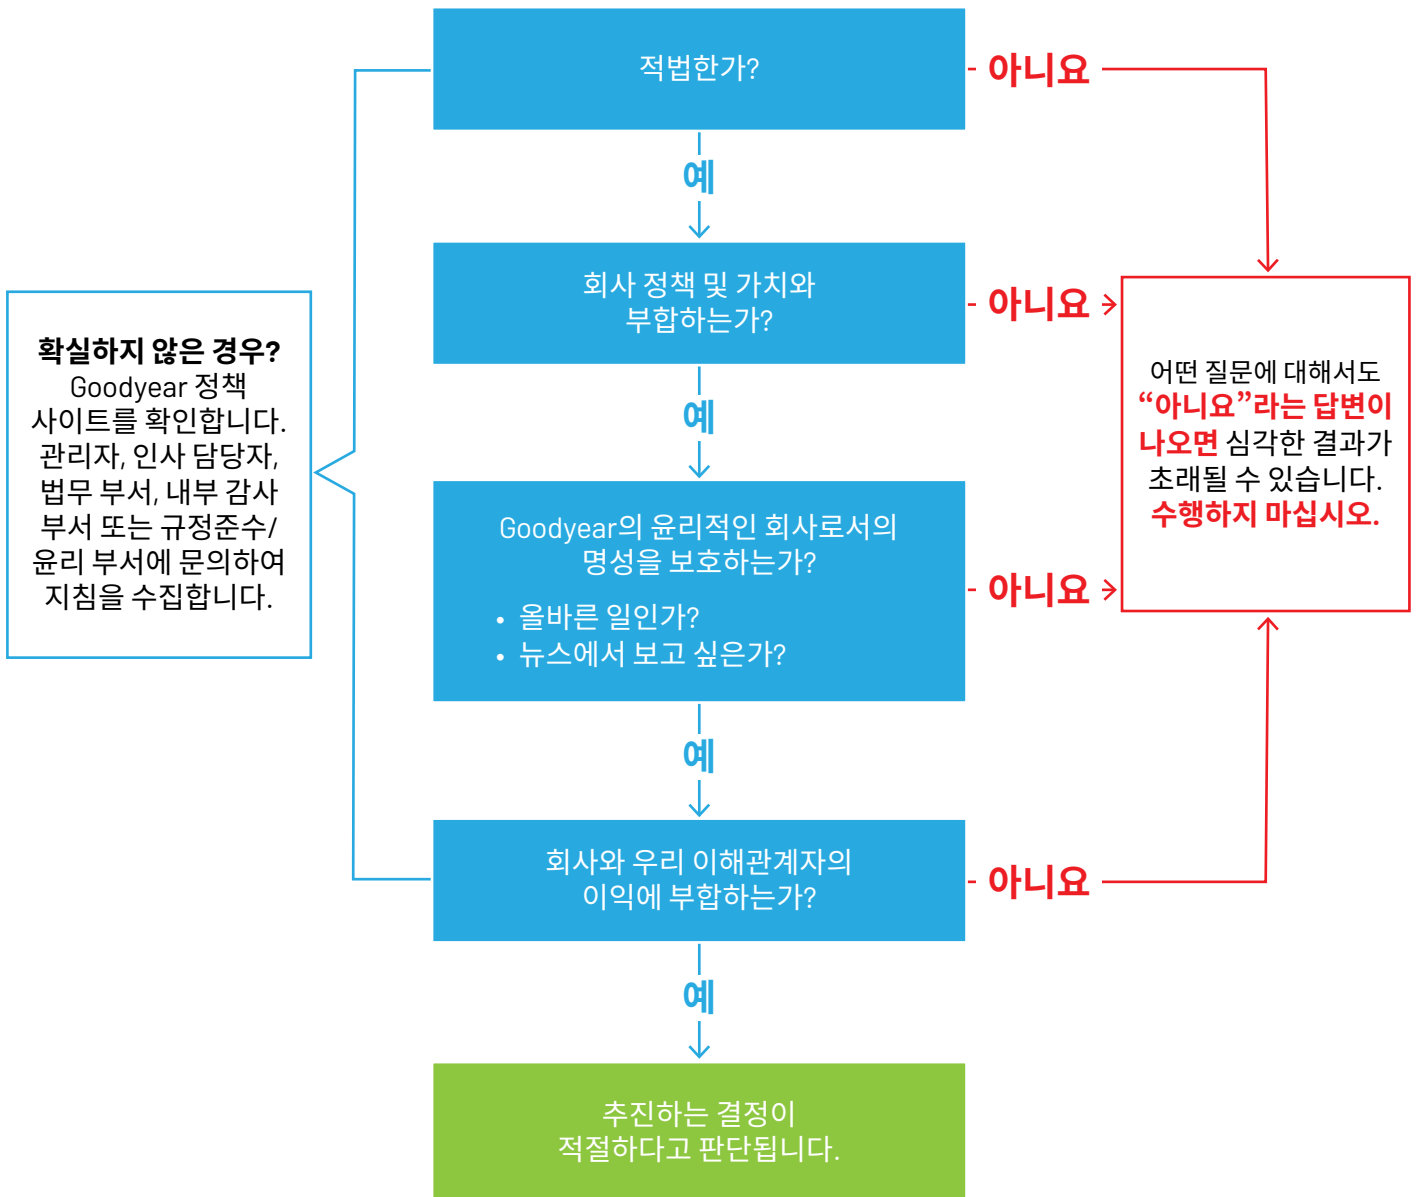 적법한가?
아니요
예
회사 정책 및 가치와
부합하는가?
아니요
예
Goodyear의 윤리적인 회사로서의
명성을 보호하는가?
• 올바른 일인가?
• 뉴스에서 보고 싶은가?
아니요
예
회사와 우리 이해관계자의
이익에 부합하는가?
아니요
예
추진하는 결정이
적절하다고 판단됩니다.
확실하지 않은 경우?
Goodyear 정책
사이트를 확인합니다.
관리자, 인사 담당자,
법무 부서, 내부 감사
부서 또는 규정준수/
윤리 부서에 문의하여
지침을 수집합니다.
어떤 질문에 대해서도
“아니요”라는 답변이
나오면 심각한 결과가
초래될 수 있습니다.
수행하지 마십시오.